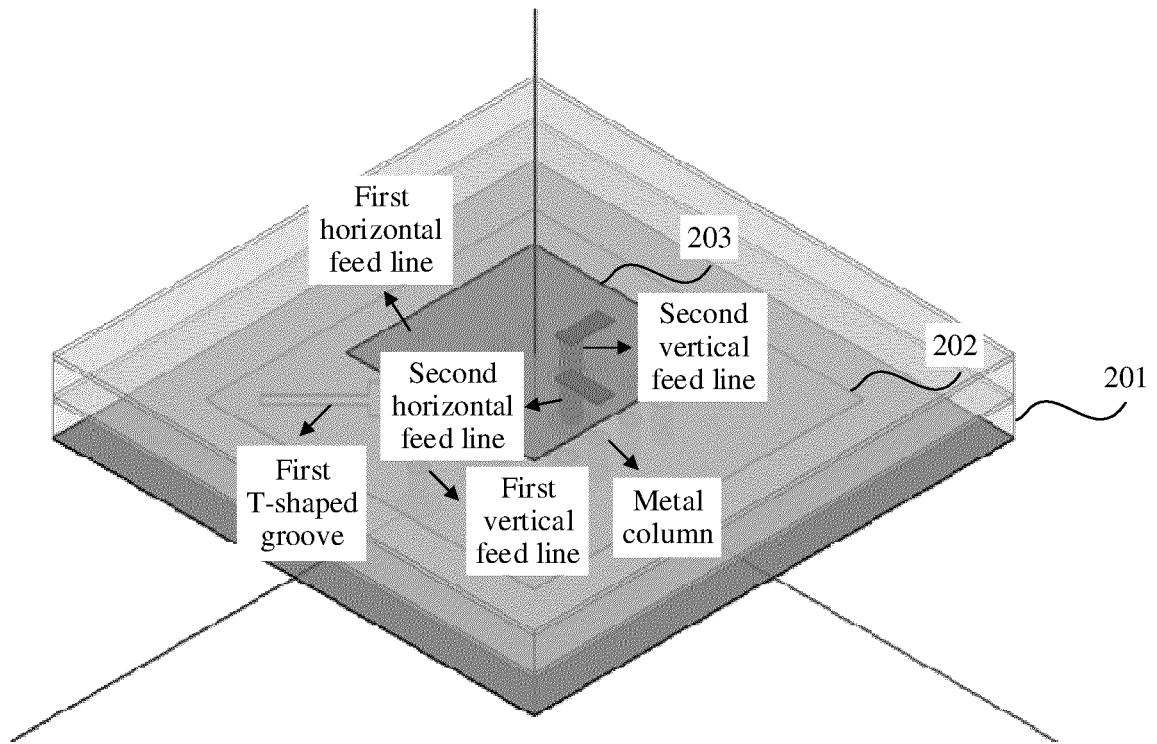 First
horizontal
feed line
203
Second
vertical
feed line
202
201
Second
horizontal
feed line
First
T-shaped
groove
First
vertical
feed line
Metal
column